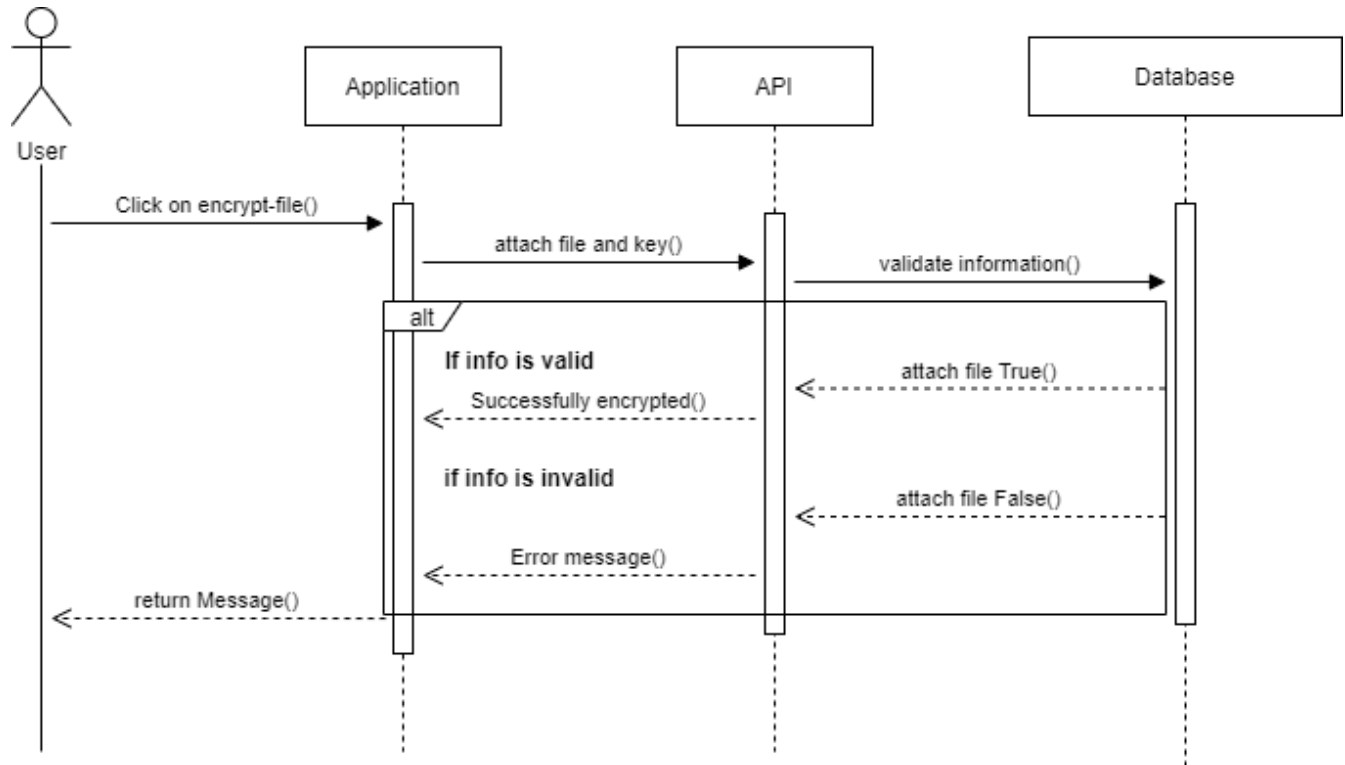 Application
API
Database
User
Click on encrypt-file()
attach file and key()
validate information()
alt
If info is valid
attach file True()
Successfully encrypted()
if info is invalid
attach file False()
Error message()
return Message()